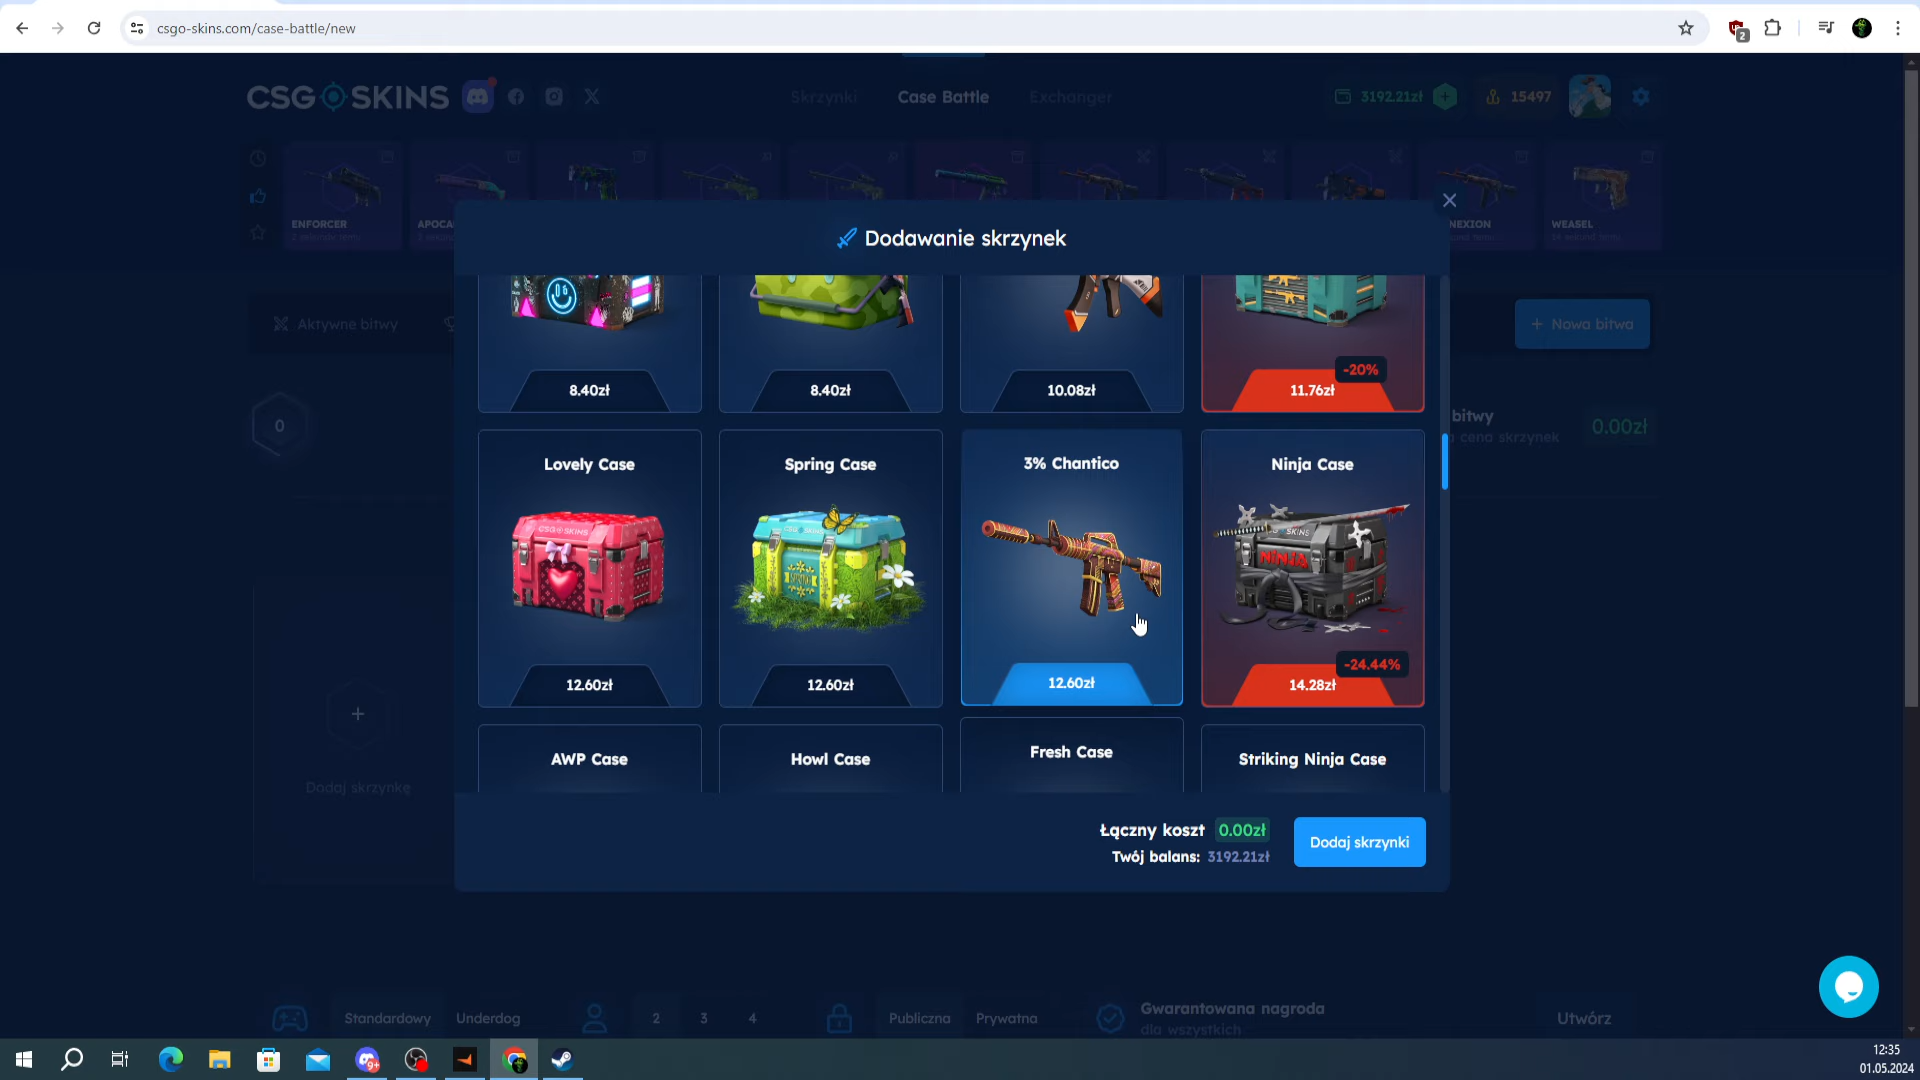 csgo-skins.com/case-battle/new
2
CSG SKINS
Skrzynki
Case Battle
Exchanger
3192.21zł
15497
ENFORCER
WEASEL
Dodawanie skrzynek
Aktywne bitwy
+ Nowa bitwa
0
bitwy
cena skrzynek
0.00zł
8.40zł
8.40zł
10.08zł
-20%
11.76zł
Lovely Case
Spring Case
3% Chantico
Ninja Case
12.60zł
12.60zł
12.60zł
-24.44%
14.28zł
AWP Case
Howl Case
Fresh Case
Striking Ninja Case
+
Dodaj skrzynkę
Łączny koszt 0.00zł
Twój balans: 3192.21zł
Dodaj skrzynki
Standardowy
Underdog
2
3
4
Publiczna
Prywatna
Gwarantowana nagroda
dla wszystkich
Utwórz
9+
12:35
01.05.2024